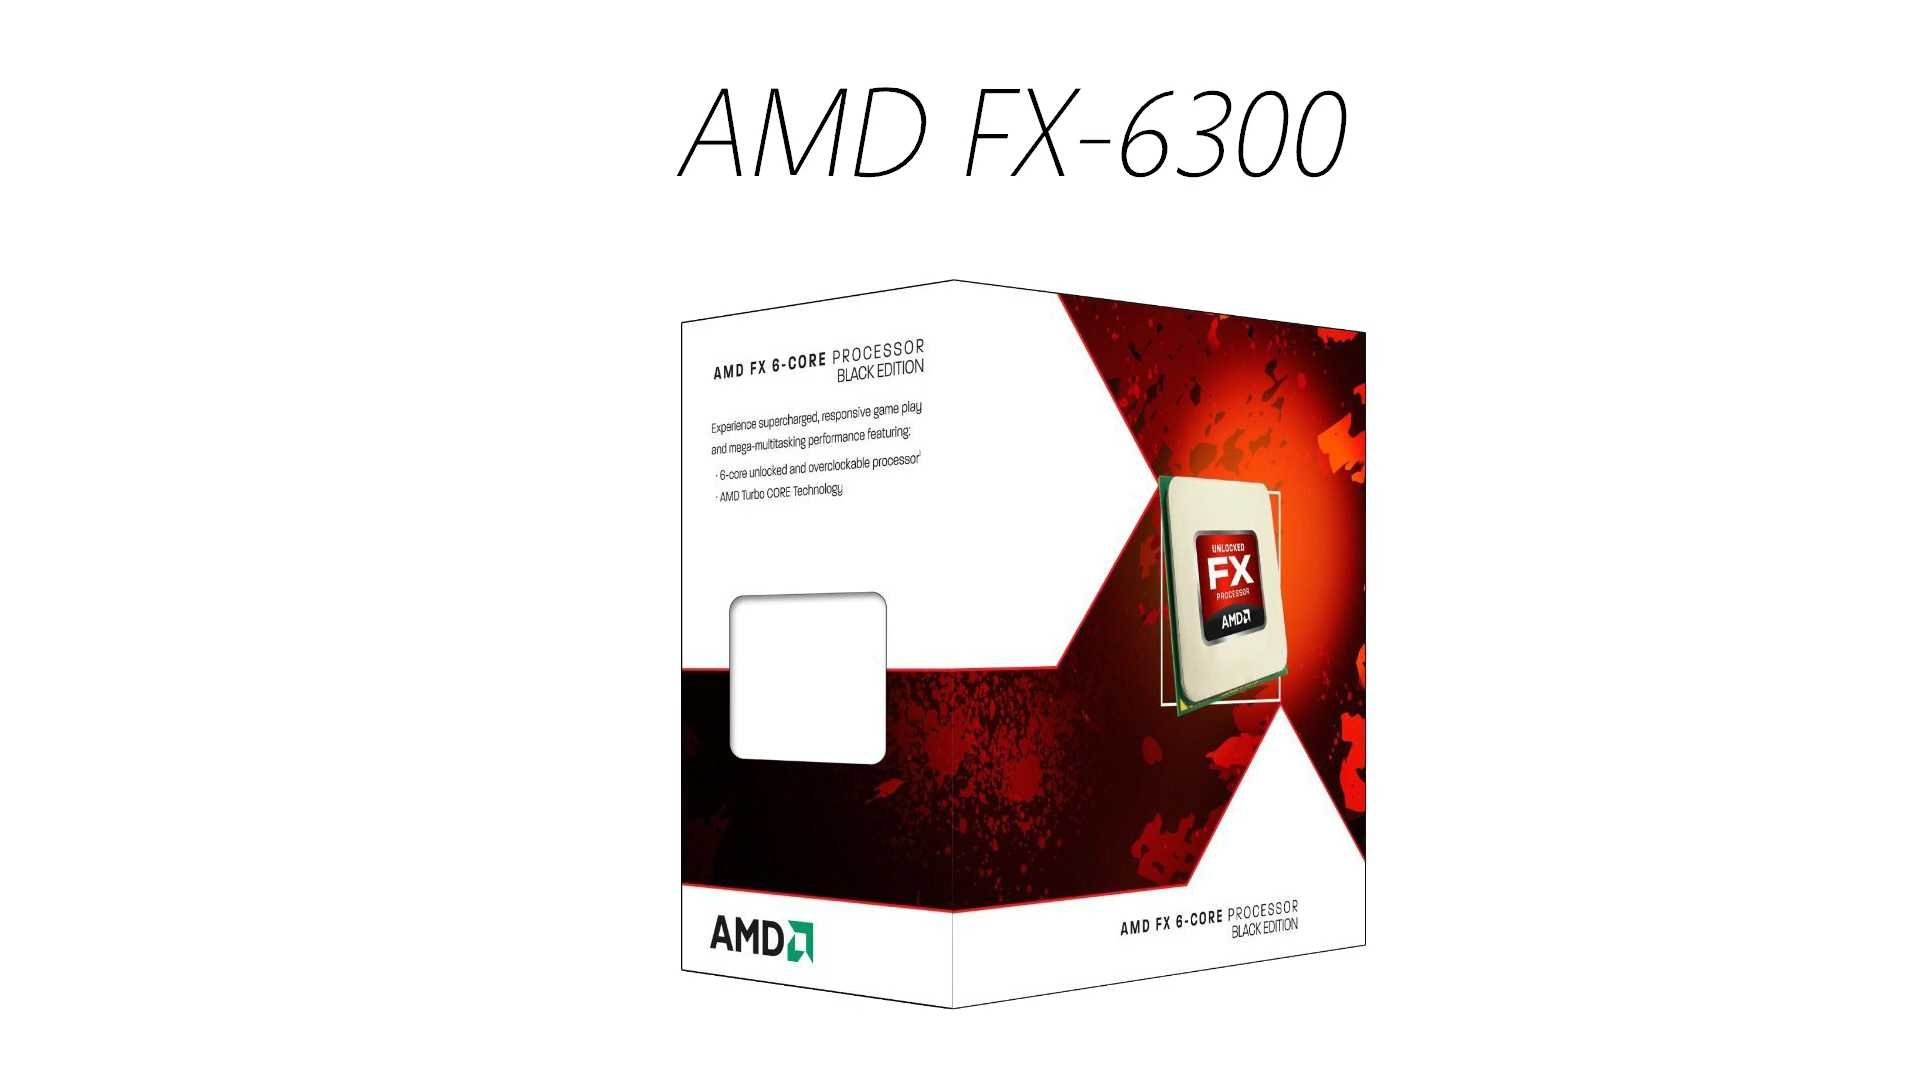 AMD FX-6300
AMD FX 6-CORE PROCESSOR
BLACK EDITION
Experience supercharged, responsive game play
and mega-multitasking performance featuring:
· 6-core unlocked and overclockable processor¹
· AMD Turbo CORE Technology
UNLOCKED
FX
PROCESSOR
AMD
AMD
AMD FX 6-CORE PROCESSOR
BLACK EDITION